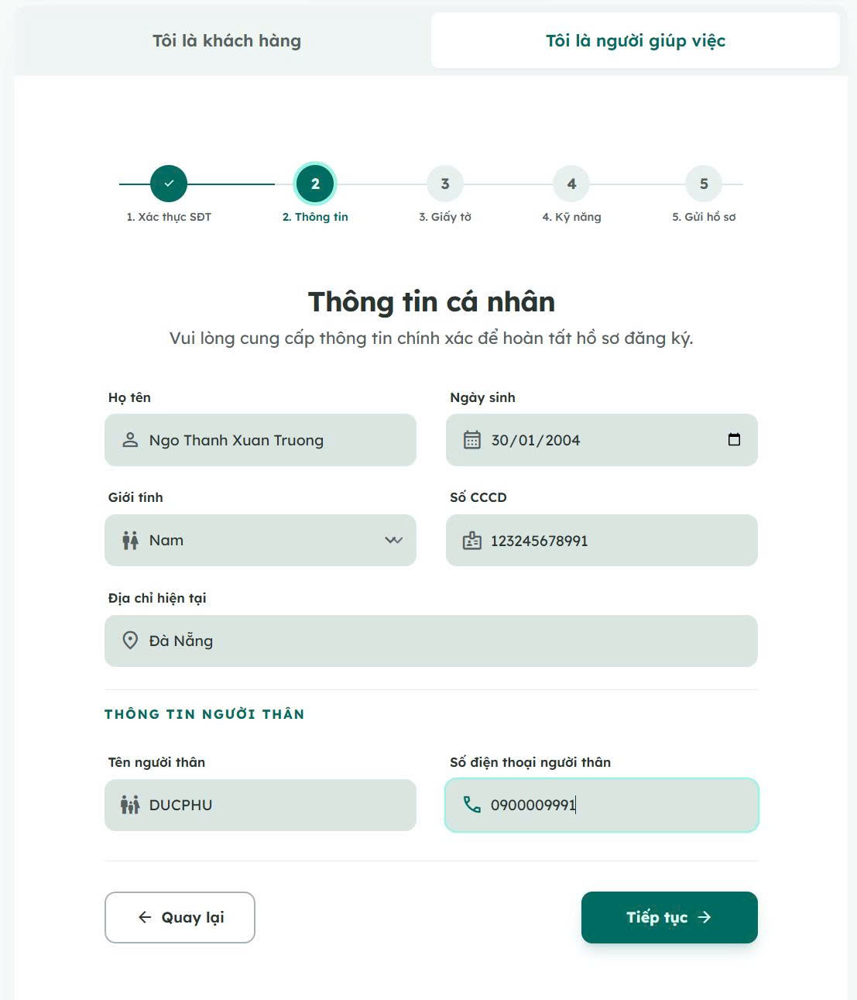 Tôi là khách hàng
Tôi là người giúp việc
2
3
4
5
1. Xác thực SĐT
2. Thông tin
3. Giấy tờ
4. Kỹ năng
5. Gửi hồ sơ
Thông tin cá nhân
Vui lòng cung cấp thông tin chính xác để hoàn tất hồ sơ đăng ký.
Họ tên
Ngày sinh
Ngo Thanh Xuan Truong
30/01/2004
Giới tính
Số CCCD
Nam
123245678991
Địa chỉ hiện tại
Đà Nẵng
THÔNG TIN NGƯỜI THÂN
Tên người thân
Số điện thoại người thân
DUCPHU
0900009991
Quay lại
Tiếp tục